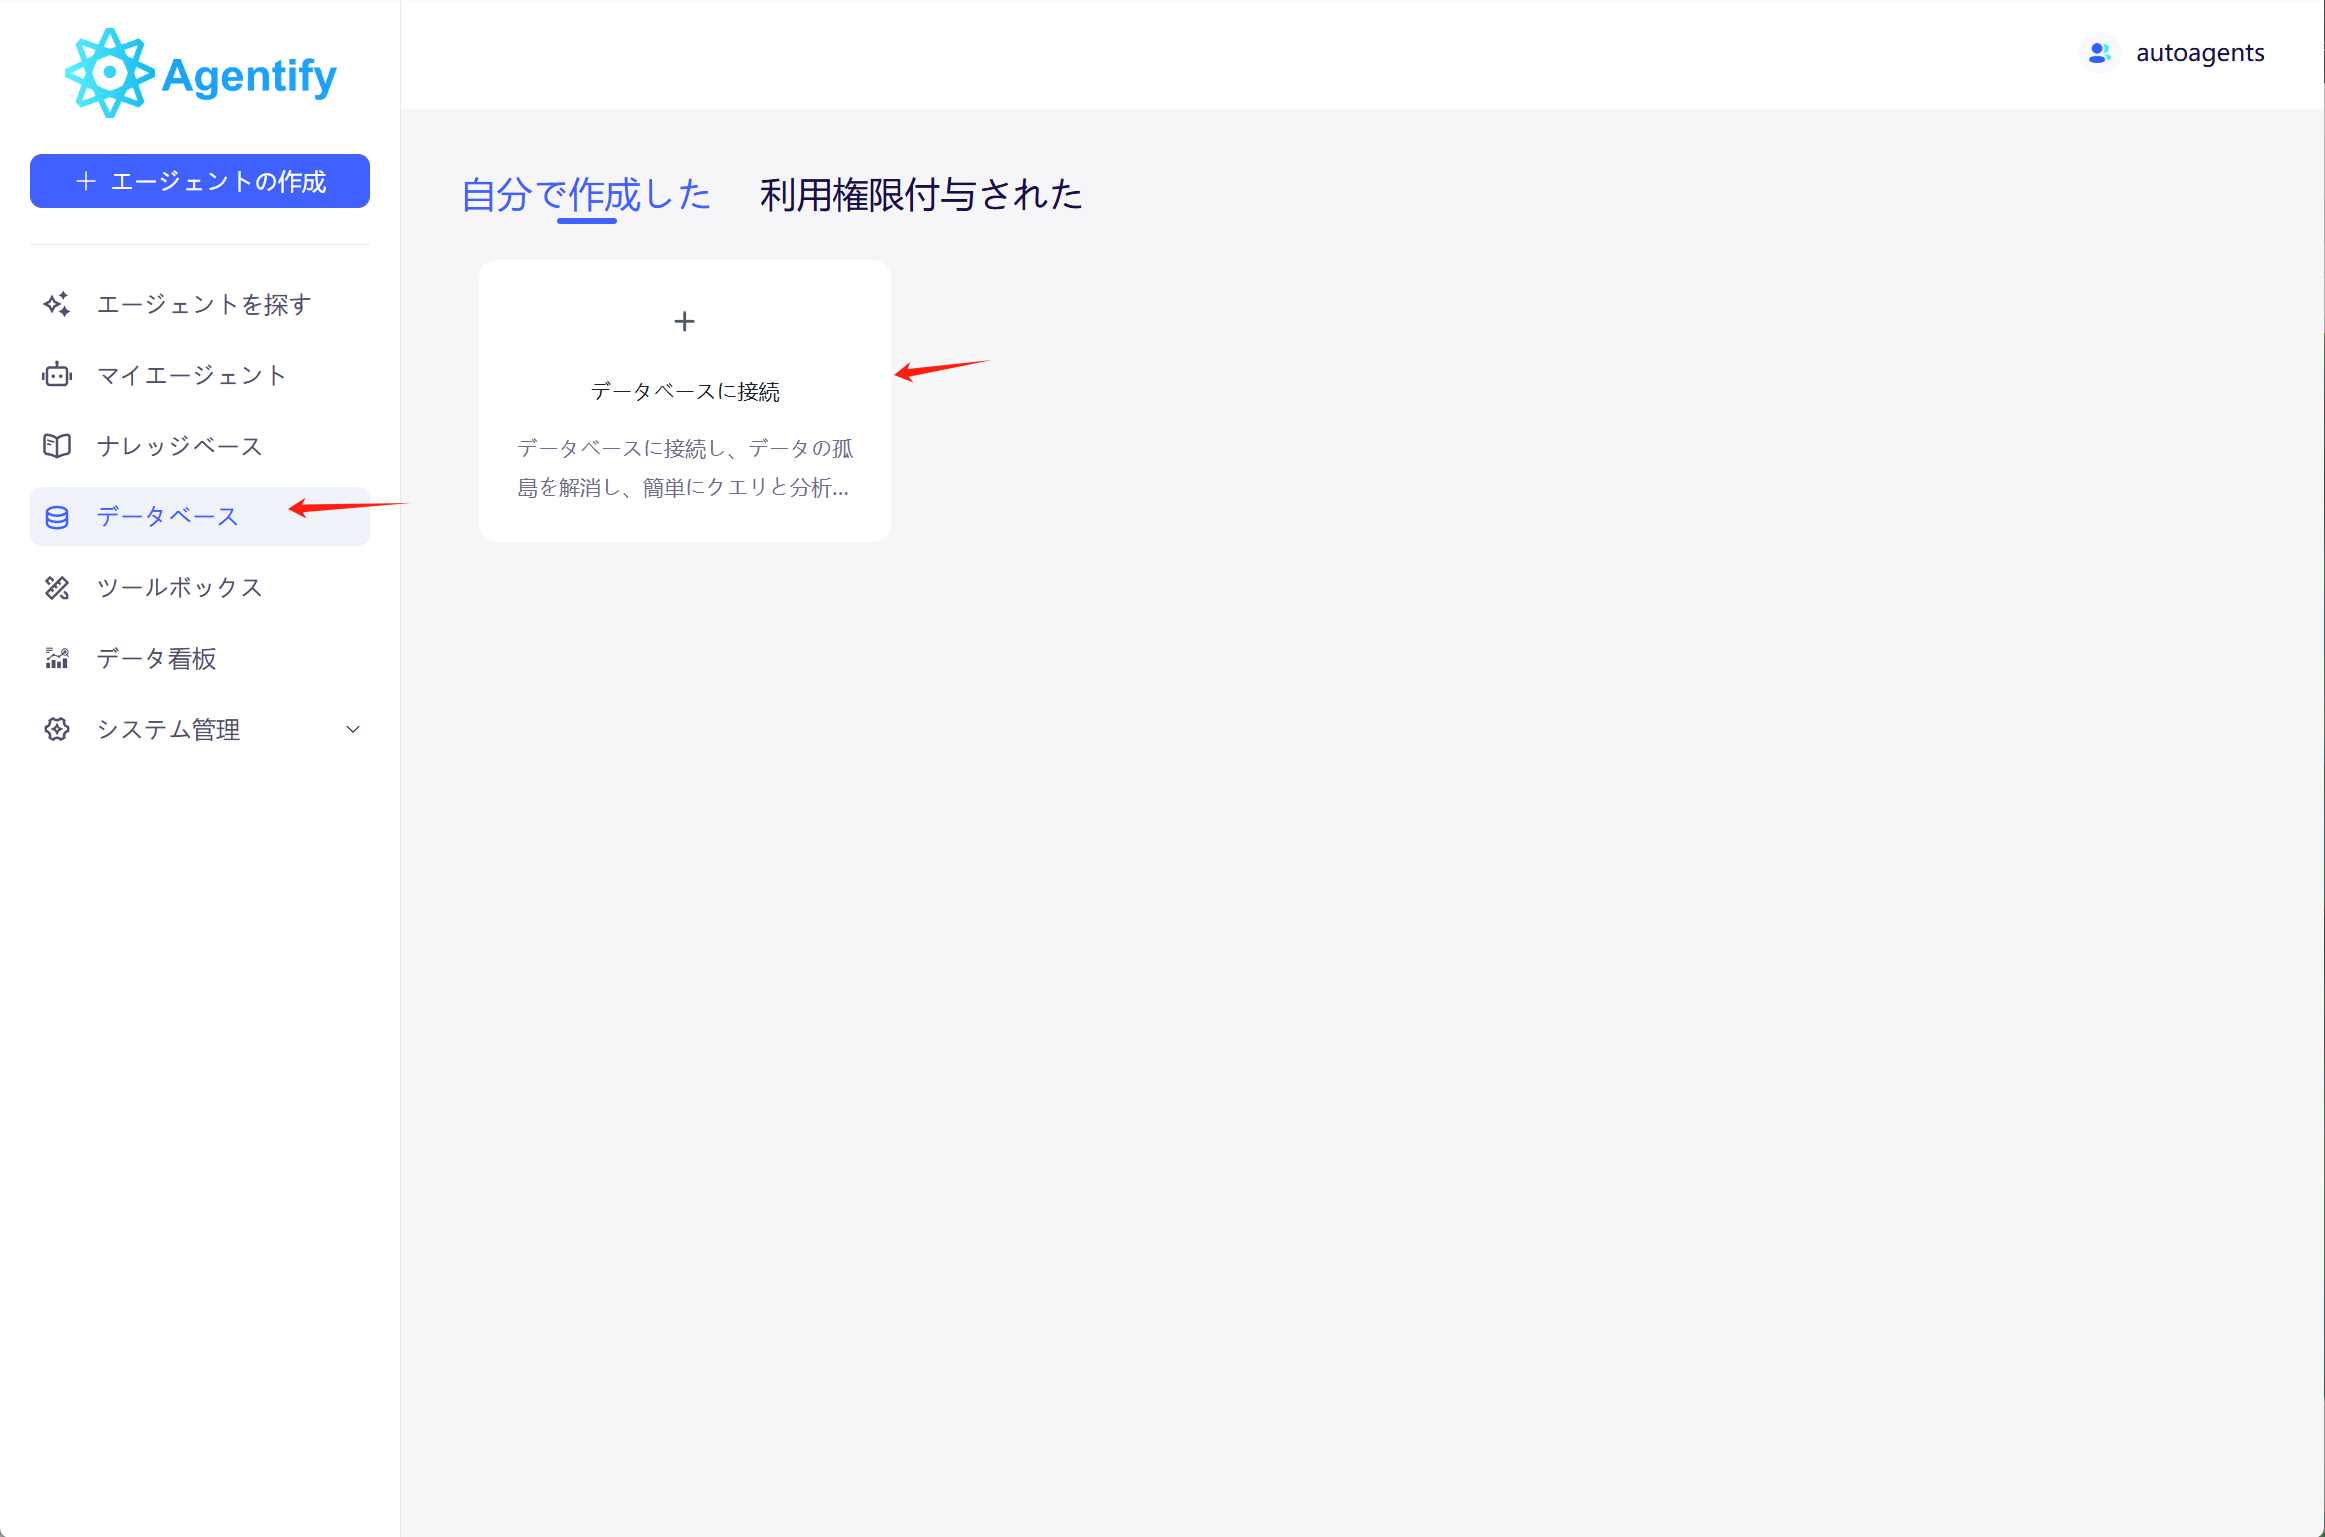 Agentify
エージェントの作成
エージェントを探す
マイエージェント
ナレッジベース
データベース
ツールボックス
データ看板
システム管理
autoagents
自分で作成した 利用権限付与された
データベースに接続
データベースに接続し、データの孤
島を解消し、簡単にクエリと分析...